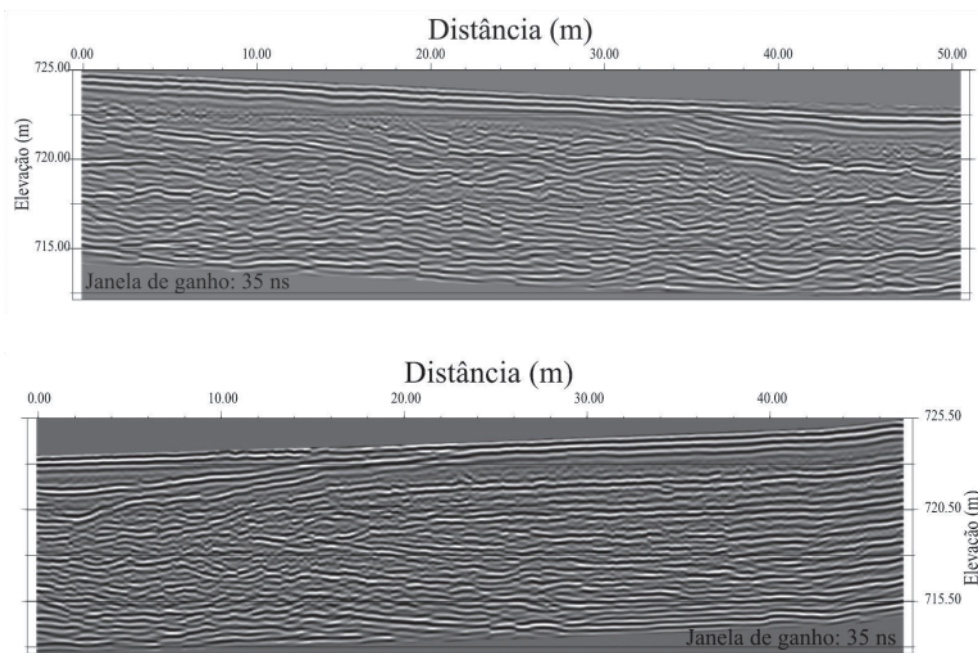 Distância (m)
0.00 10.00 20.00 30.00 40.00 50.00
725.00
720.00
715.00
Elevação (m)
Janela de ganho: 35 ns
Distância (m)
0.00 10.00 20.00 30.00 40.00
725.50
720.50
715.50
Elevação (m)
Janela de ganho: 35 ns